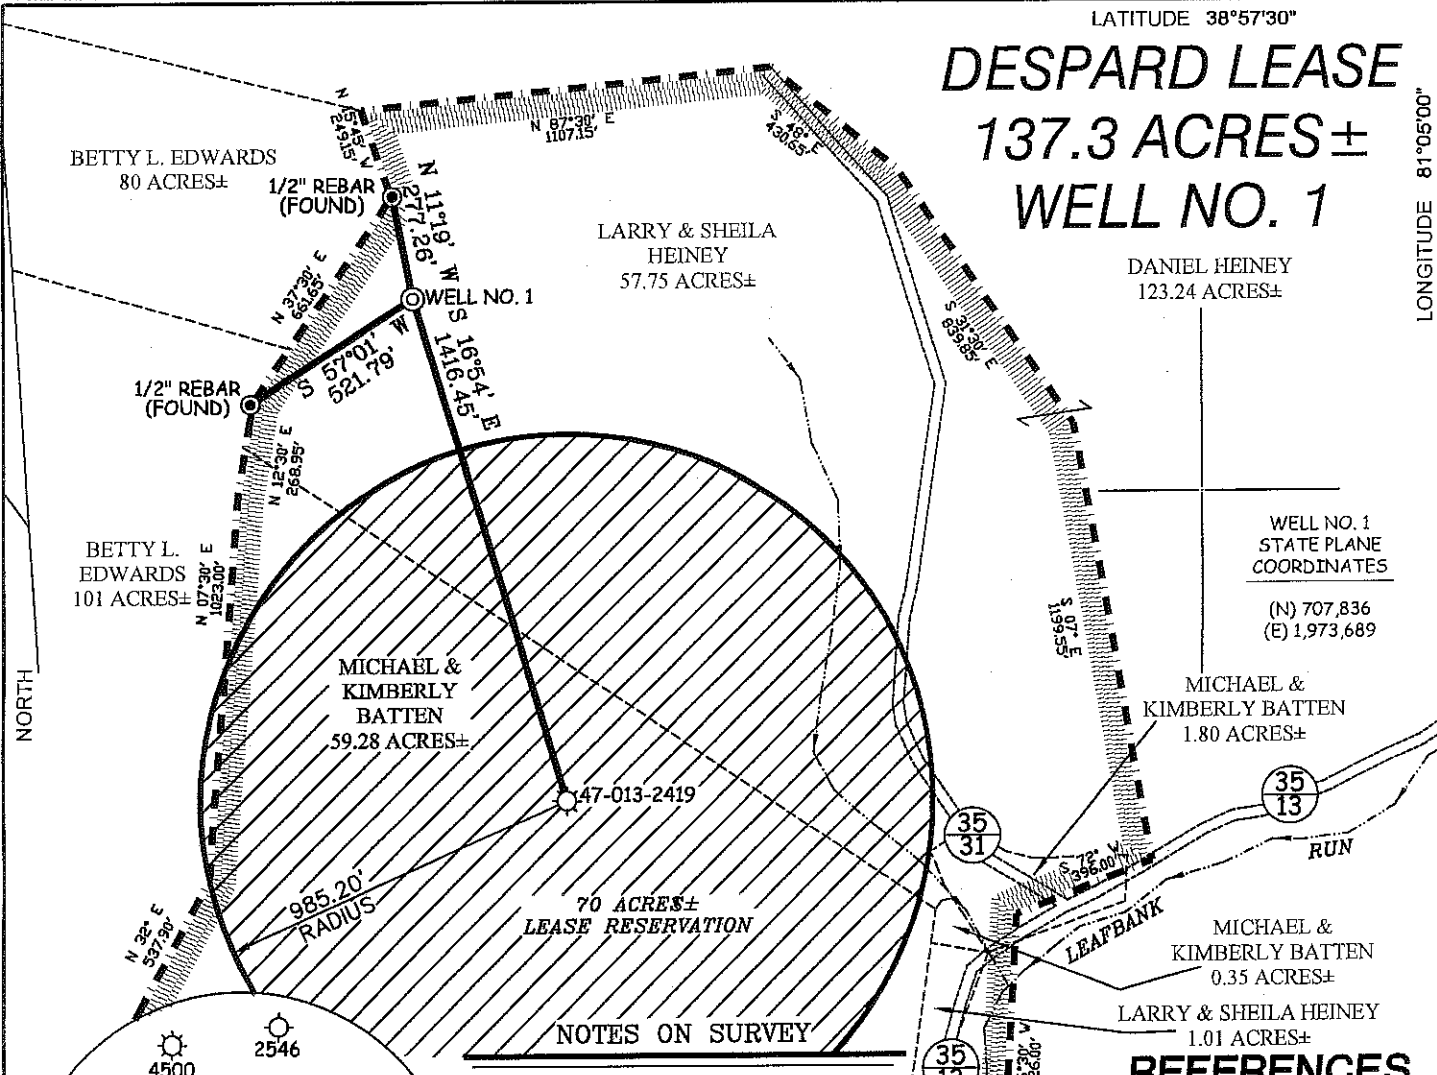 LATITUDE 38°57'30"
DESPARD LEASE
137.3 ACRES±
WELL NO. 1
LONGITUDE 81°05'00"
N 87°30' E
1107.15'
S 48° E
430.65'
BETTY L. EDWARDS
80 ACRES±
1/2" REBAR
(FOUND)
N 11°19' W
277.26'
LARRY & SHEILA
HEINEY
57.75 ACRES±
DANIEL HEINEY
123.24 ACRES±
WELL NO. 1
N 37°30' E
661.65'
S 57°01' W
521.79'
S 16°54' E
1416.45'
S 31°30' E
839.85'
1/2" REBAR
(FOUND)
N 12°30' E
268.95'
BETTY L.
EDWARDS
101 ACRES±
N 07°30' E
1023.00'
WELL NO. 1
STATE PLANE
COORDINATES
(N) 707,836
(E) 1,973,689
S 07° E
1199.55'
NORTH
MICHAEL &
KIMBERLY
BATTEN
59.28 ACRES±
MICHAEL &
KIMBERLY BATTEN
1.80 ACRES±
47-013-2419
35
13
35
31
RUN
S 72° W
396.00'
985.20'
RADIUS
70 ACRES±
LEASE RESERVATION
N 32° E
537.90'
LEAFBANK
MICHAEL &
KIMBERLY BATTEN
0.35 ACRES±
LARRY & SHEILA HEINEY
1.01 ACRES±
2546
4500
NOTES ON SURVEY
35
REFERENCES